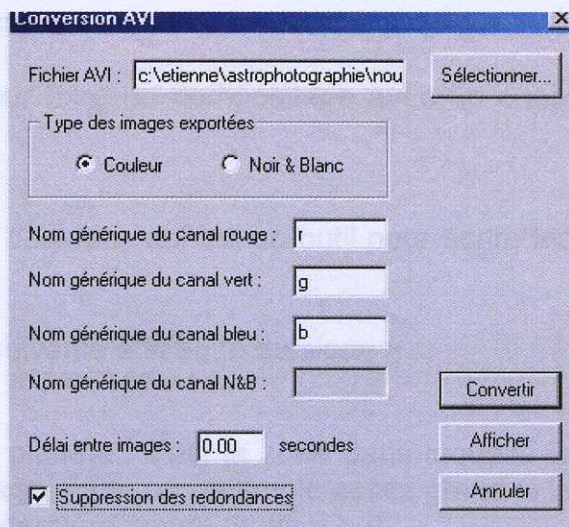 Conversion AVI
Fichier AVI : c:\etienne\astrophotographie\nou Sélectionner...
Type des images exportées
Couleur Noir & Blanc
Nom générique du canal rouge : r
Nom générique du canal vert : g
Nom générique du canal bleu : b
Nom générique du canal N&B :
Convertir
Délai entre images : 0.00 secondes
Afficher
Suppression des redondances
Annuler